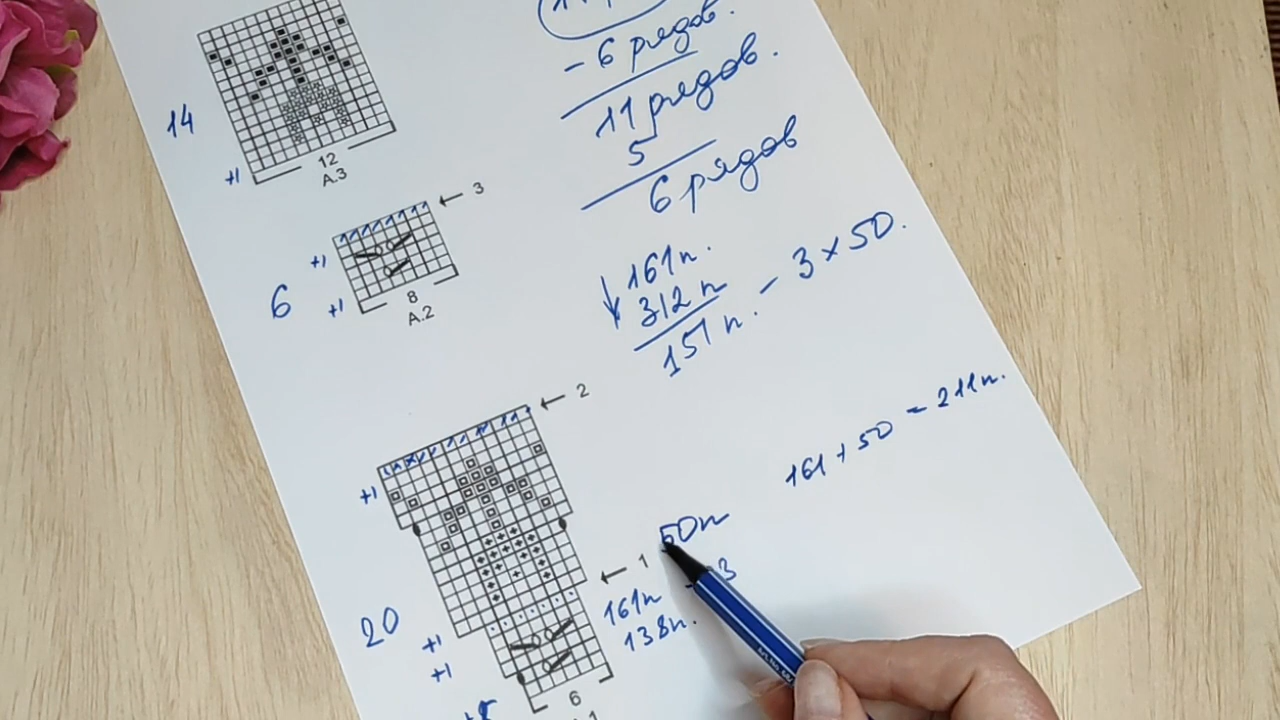 - 6 рядов.
11 рядов.
5
6 рядов
14
+1
12
A.3
3
+1
6
+1
8
A.2
161п.
312п
151п. - 3 x 50.
2
161 + 50 = 211п.
+1
50п
1
161п
138п.
20
+1
+1
6